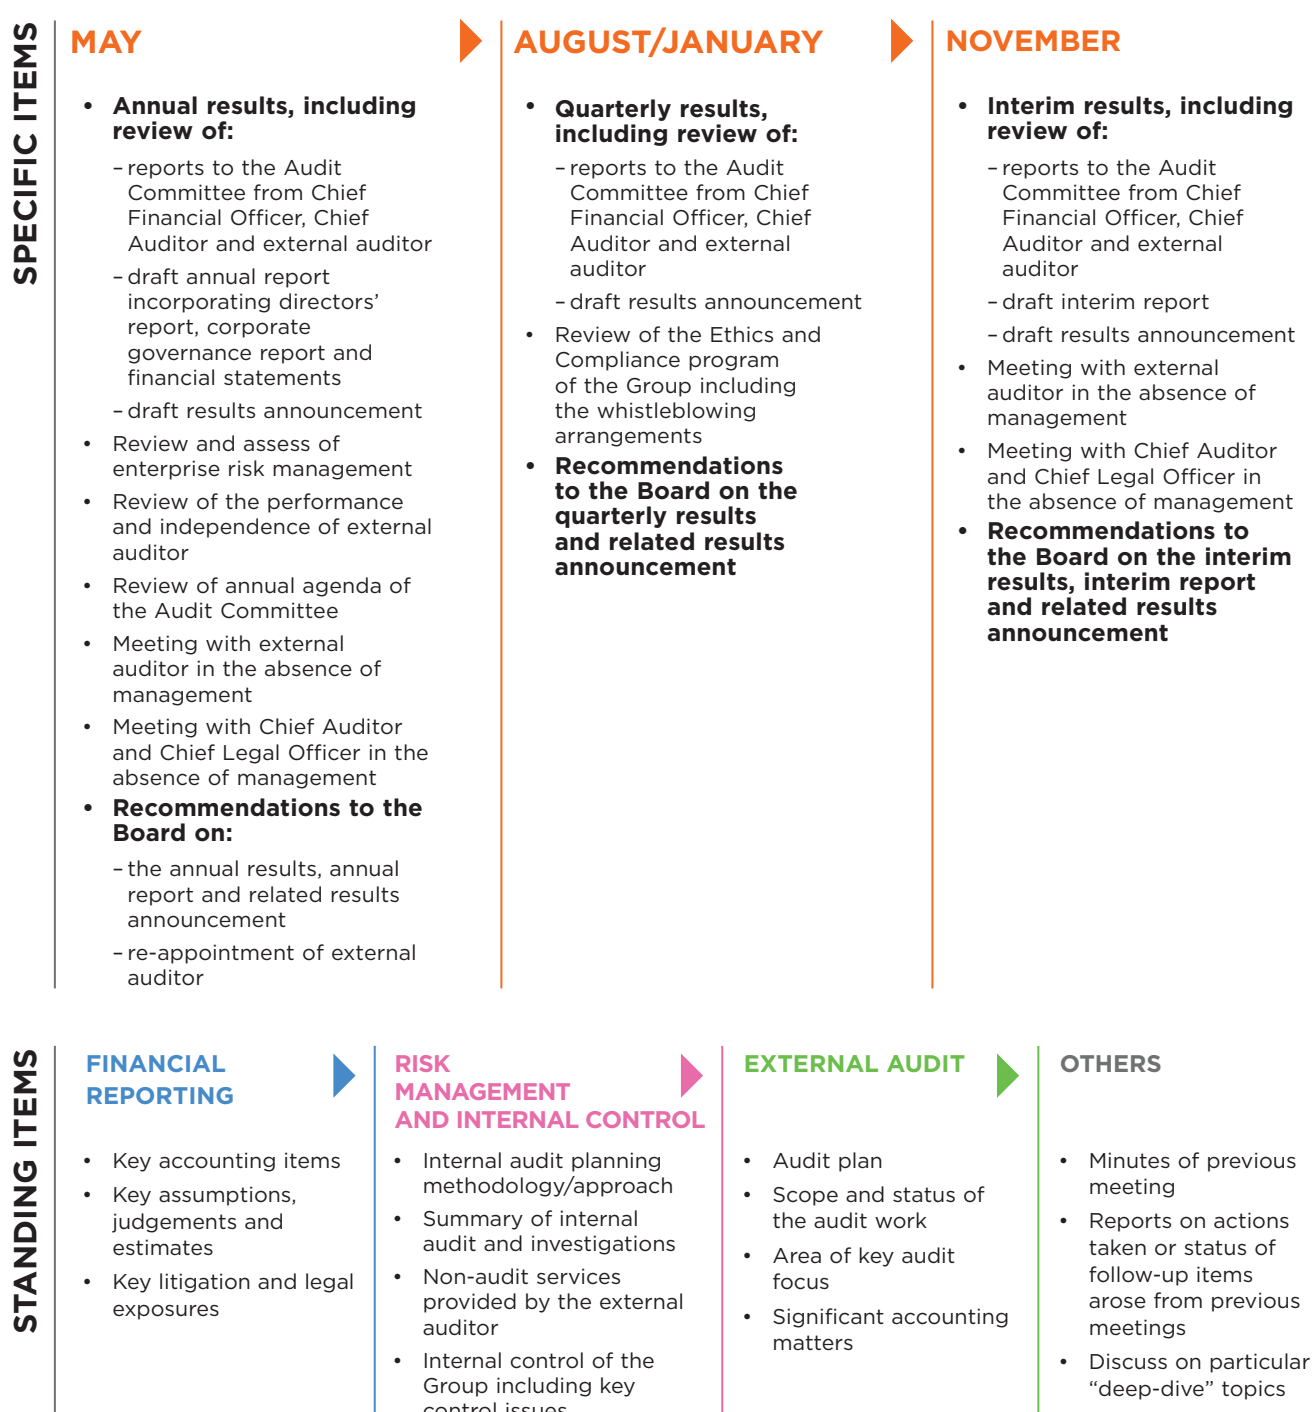 SPECIFIC ITEMS
MAY
• Annual results, including
review of:
– reports to the Audit
Committee from Chief
Financial Officer, Chief
Auditor and external auditor
– draft annual report
incorporating directors’
report, corporate
governance report and
financial statements
– draft results announcement
• Review and assess of
enterprise risk management
• Review of the performance
and independence of external
auditor
• Review of annual agenda of
the Audit Committee
• Meeting with external
auditor in the absence of
management
• Meeting with Chief Auditor
and Chief Legal Officer in the
absence of management
• Recommendations to the
Board on:
– the annual results, annual
report and related results
announcement
– re-appointment of external
auditor
AUGUST/JANUARY
• Quarterly results,
including review of:
– reports to the Audit
Committee from Chief
Financial Officer, Chief
Auditor and external
auditor
– draft results announcement
• Review of the Ethics and
Compliance program
of the Group including
the whistleblowing
arrangements
• Recommendations
to the Board on the
quarterly results
and related results
announcement
NOVEMBER
• Interim results, including
review of:
– reports to the Audit
Committee from Chief
Financial Officer, Chief
Auditor and external
auditor
– draft interim report
– draft results announcement
• Meeting with external
auditor in the absence of
management
• Meeting with Chief Auditor
and Chief Legal Officer in
the absence of management
• Recommendations to
the Board on the interim
results, interim report
and related results
announcement
STANDING ITEMS
FINANCIAL
REPORTING
• Key accounting items
• Key assumptions,
judgements and
estimates
• Key litigation and legal
exposures
RISK
MANAGEMENT
AND INTERNAL CONTROL
• Internal audit planning
methodology/approach
• Summary of internal
audit and investigations
• Non-audit services
provided by the external
auditor
• Internal control of the
Group including key
control issues
EXTERNAL AUDIT
• Audit plan
• Scope and status of
the audit work
• Area of key audit
focus
• Significant accounting
matters
OTHERS
• Minutes of previous
meeting
• Reports on actions
taken or status of
follow-up items
arose from previous
meetings
• Discuss on particular
“deep-dive” topics